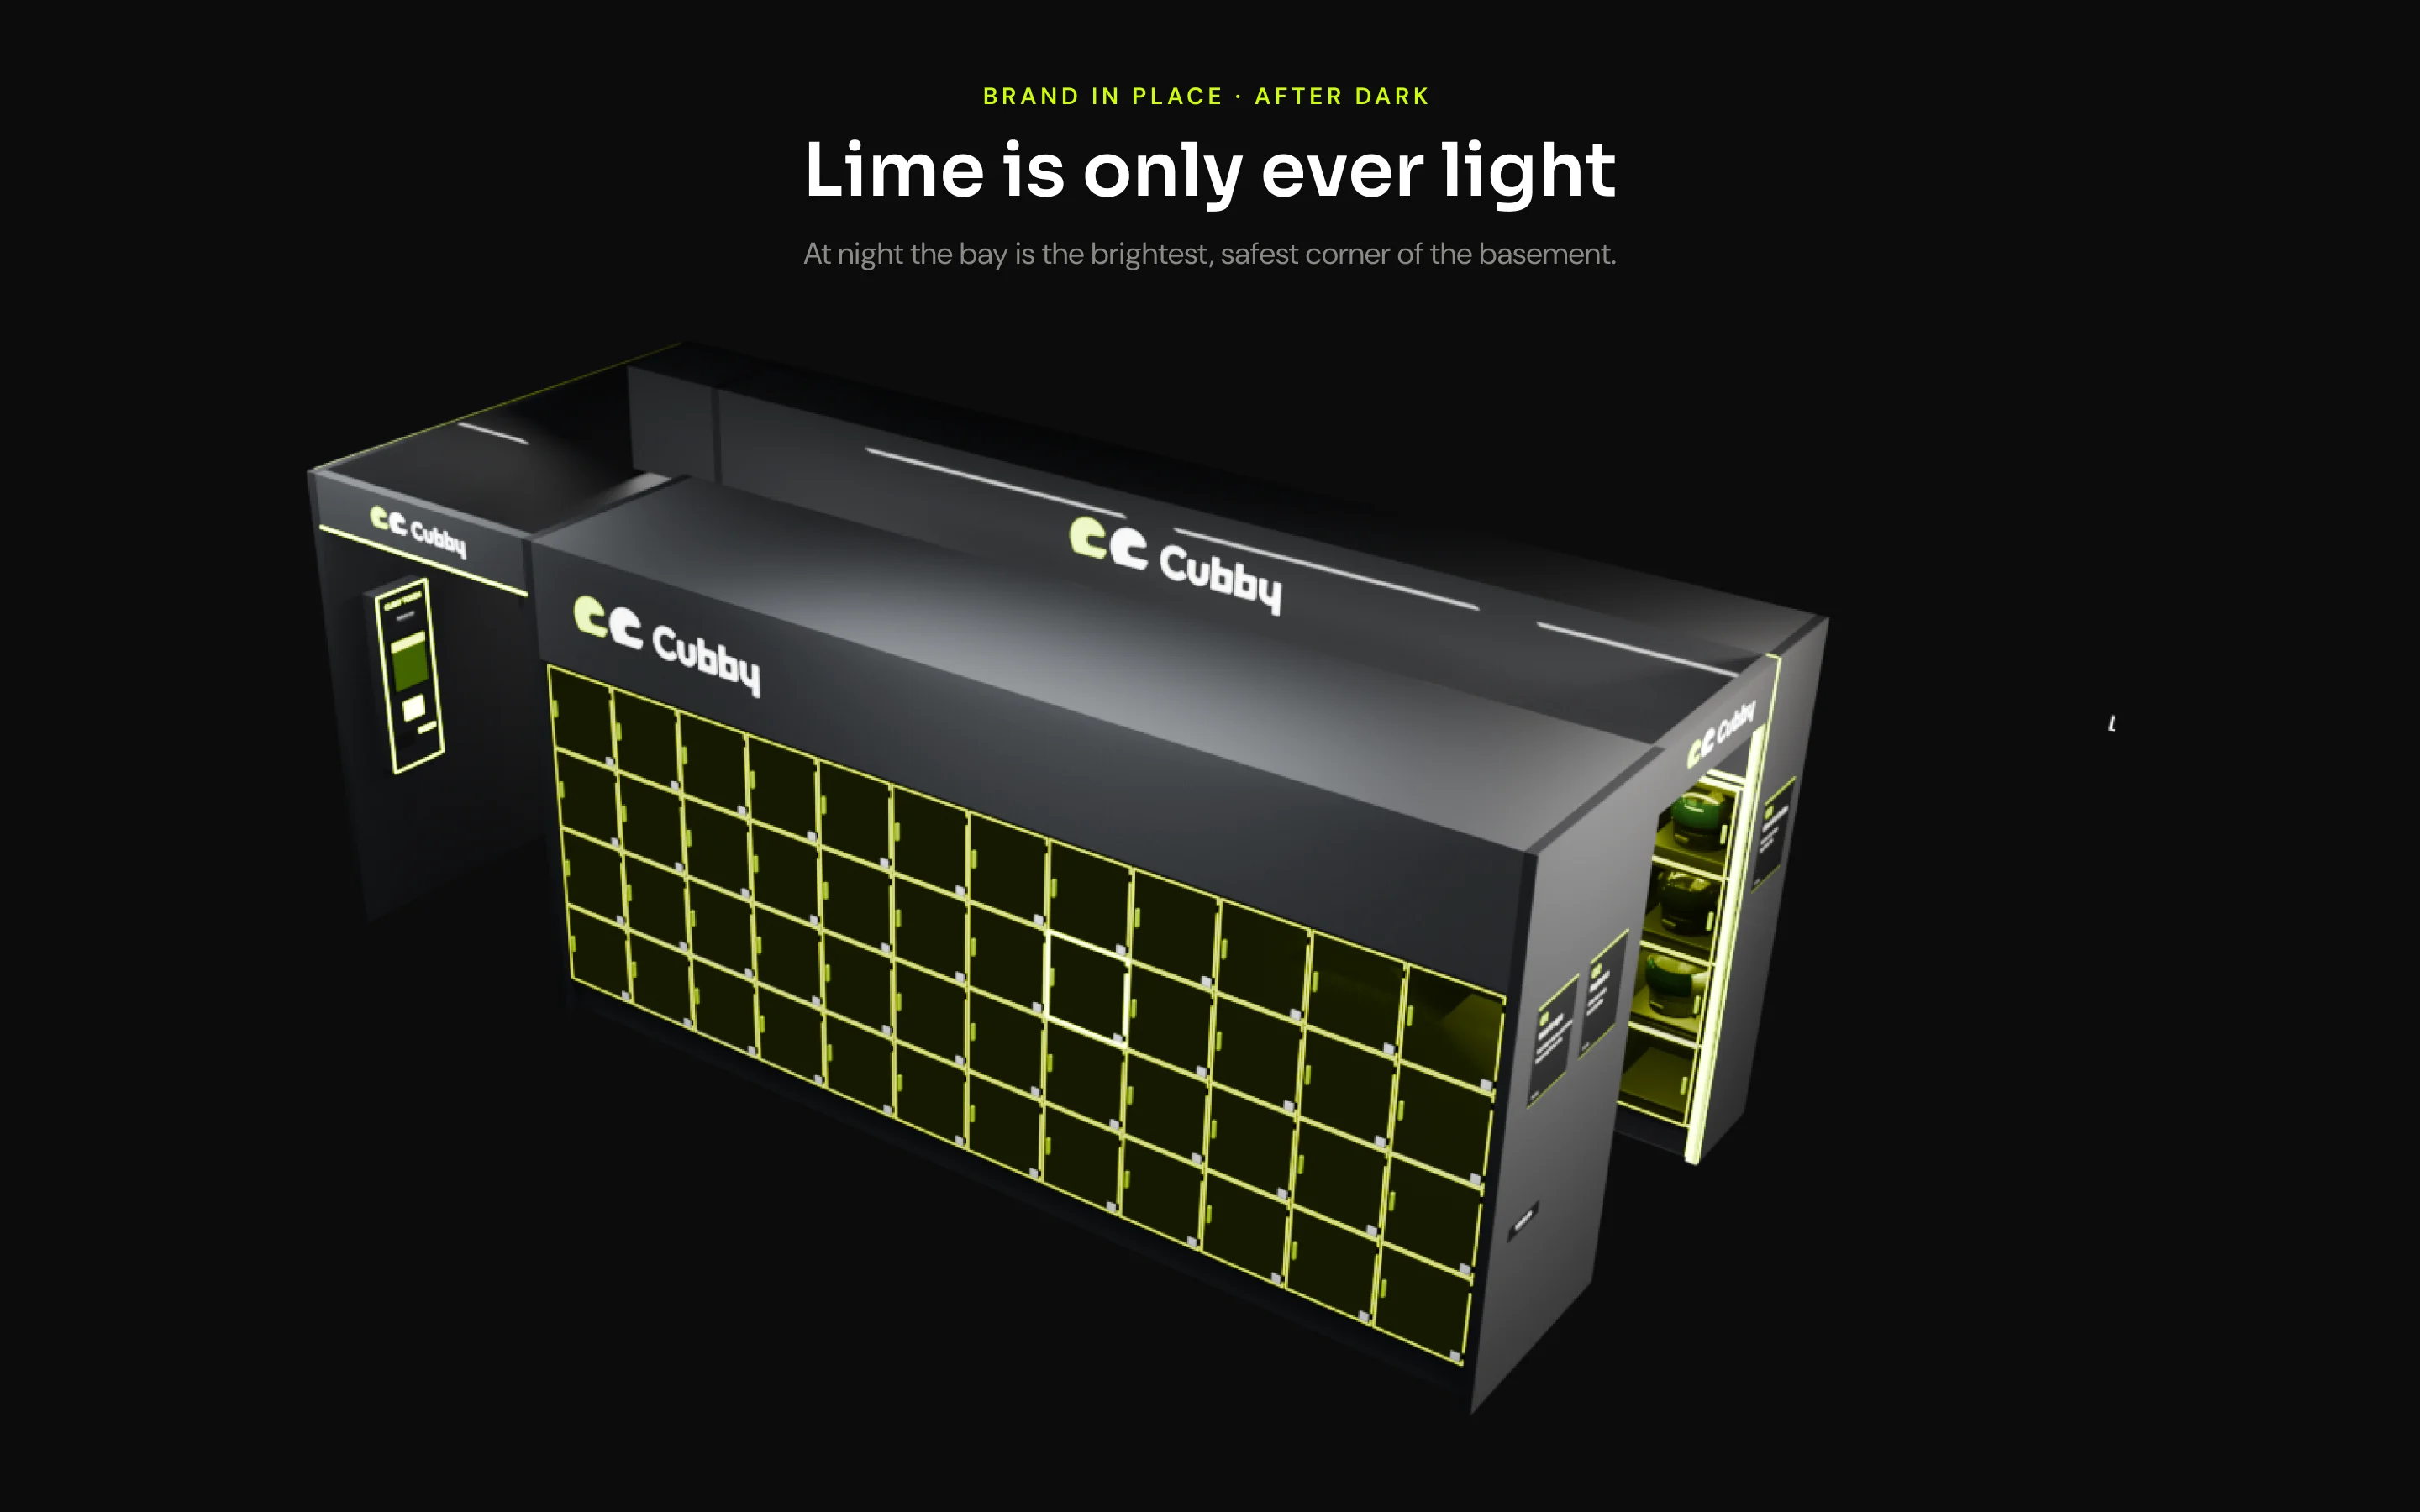 BRAND IN PLACE · AFTER DARK
Lime is only ever light
At night the bay is the brightest, safest corner of the basement.
Cubby
Cubby
Cubby
Cubby